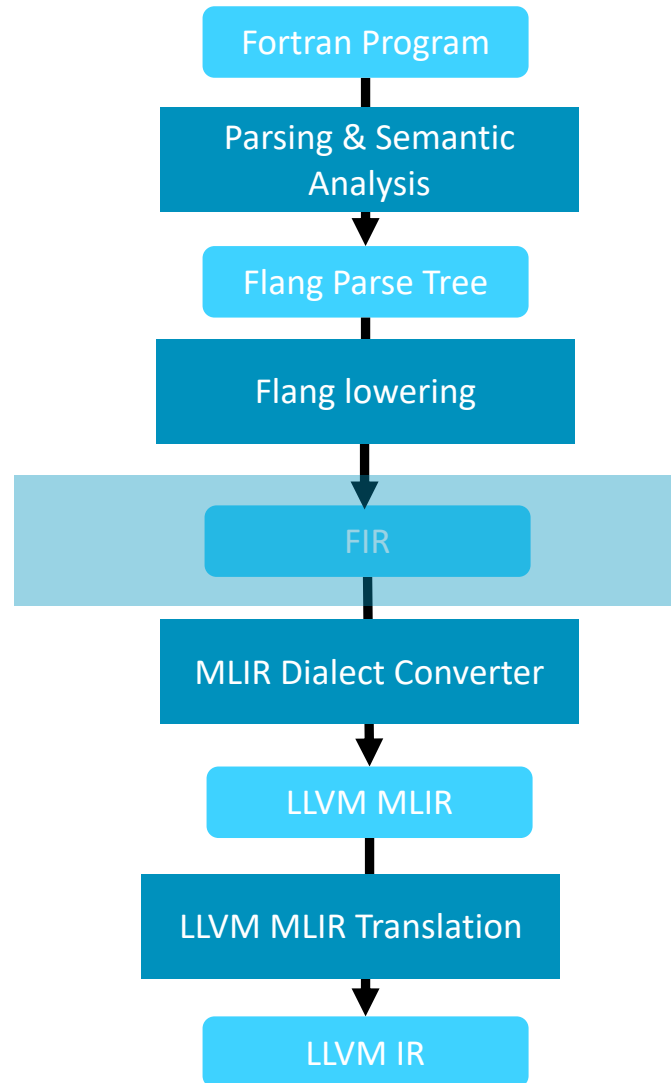 Fortran Program
Parsing & Semantic
Analysis
Flang Parse Tree
Flang lowering
FIR
MLIR Dialect Converter
LLVM MLIR
LLVM MLIR Translation
LLVM IR